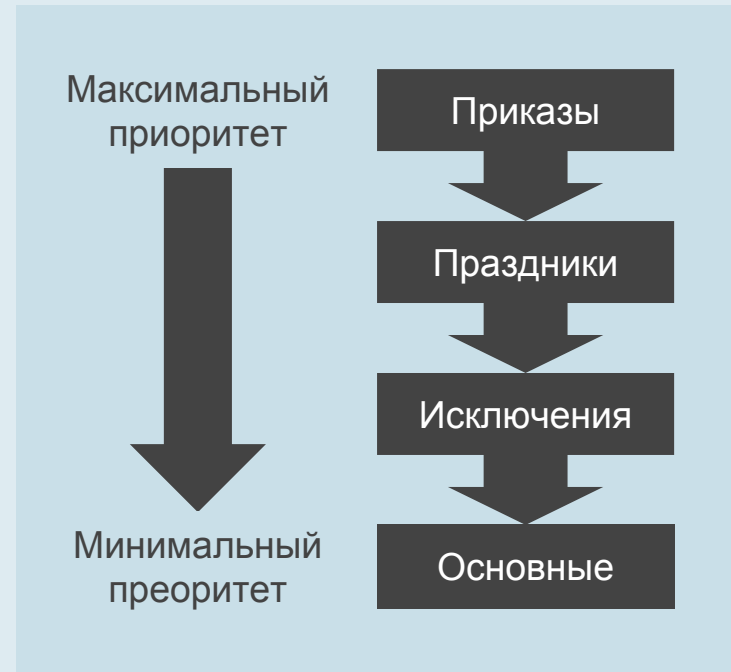 Максимальный
приоритет
Приказы
Праздники
Исключения
Минимальный
преоритет
Основные